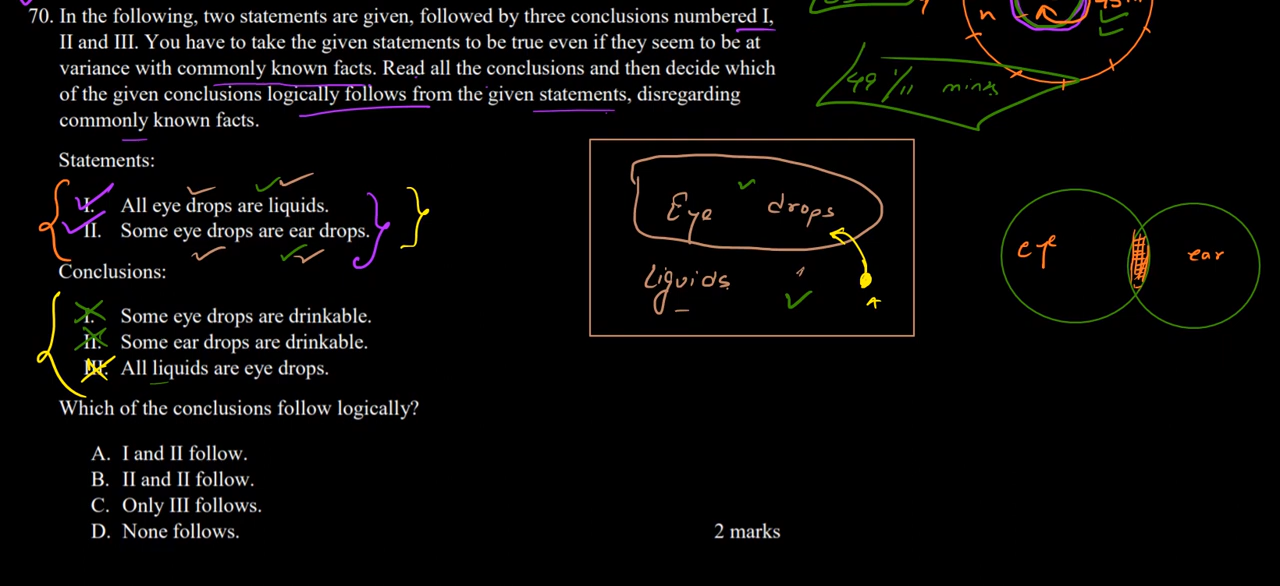 70. In the following, two statements are given, followed by three conclusions numbered I,
II and III. You have to take the given statements to be true even if they seem to be at
variance with commonly known facts. Read all the conclusions and then decide which
of the given conclusions logically follows from the given statements, disregarding
commonly known facts.
Statements:
I. All eye drops are liquids.
II. Some eye drops are ear drops.
Conclusions:
I. Some eye drops are drinkable.
II. Some ear drops are drinkable.
III. All liquids are eye drops.
Which of the conclusions follow logically?
A. I and II follow.
B. II and II follow.
C. Only III follows.
D. None follows.
2 marks
n
49 1/11 mins
Eye drops
Liquids
ear